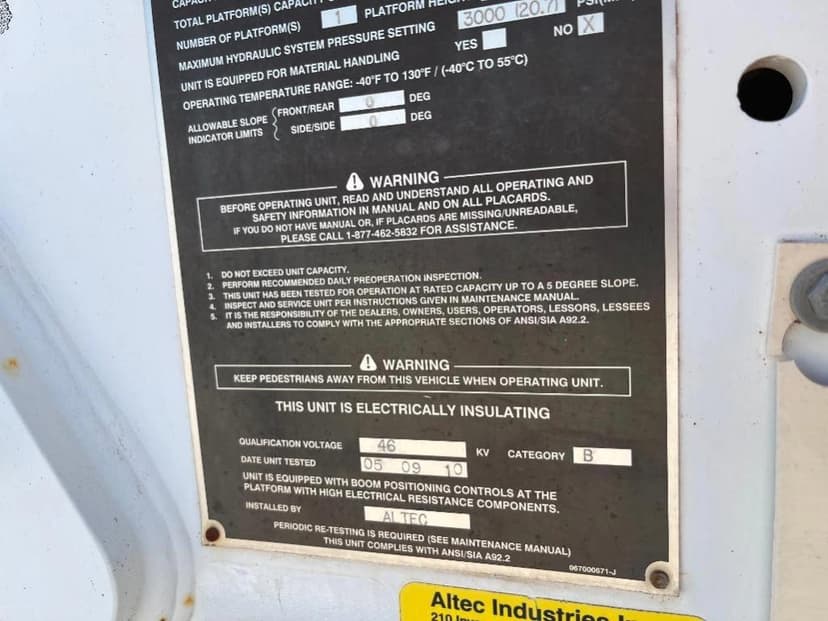 TOTAL PLATFORM(S) CAPACITY
NUMBER OF PLATFORM(S) 1 PLATFORM
MAXIMUM HYDRAULIC SYSTEM PRESSURE SETTING 3000 (20.7)
UNIT IS EQUIPPED FOR MATERIAL HANDLING YES NO X
OPERATING TEMPERATURE RANGE: -40°F TO 130°F / (-40°C TO 55°C)
ALLOWABLE SLOPE INDICATOR LIMITS
FRONT/REAR 0 DEG
SIDE/SIDE 0 DEG
WARNING
BEFORE OPERATING UNIT, READ AND UNDERSTAND ALL OPERATING AND
SAFETY INFORMATION IN MANUAL AND ON ALL PLACARDS.
IF YOU DO NOT HAVE MANUAL OR, IF PLACARDS ARE MISSING/UNREADABLE,
PLEASE CALL 1-877-462-5832 FOR ASSISTANCE.
1. DO NOT EXCEED UNIT CAPACITY.
2. PERFORM RECOMMENDED DAILY PREOPERATION INSPECTION.
3. THIS UNIT HAS BEEN TESTED FOR OPERATION AT RATED CAPACITY UP TO A 5 DEGREE SLOPE.
4. INSPECT AND SERVICE UNIT PER INSTRUCTIONS GIVEN IN MAINTENANCE MANUAL.
5. IT IS THE RESPONSIBILITY OF THE DEALERS, OWNERS, USERS, OPERATORS, LESSORS, LESSEES
AND INSTALLERS TO COMPLY WITH THE APPROPRIATE SECTIONS OF ANSI/SIA A92.2.
WARNING
KEEP PEDESTRIANS AWAY FROM THIS VEHICLE WHEN OPERATING UNIT.
THIS UNIT IS ELECTRICALLY INSULATING
QUALIFICATION VOLTAGE 46 KV CATEGORY B
DATE UNIT TESTED 05 09 10
UNIT IS EQUIPPED WITH BOOM POSITIONING CONTROLS AT THE
PLATFORM WITH HIGH ELECTRICAL RESISTANCE COMPONENTS.
INSTALLED BY ALTEC
PERIODIC RE-TESTING IS REQUIRED (SEE MAINTENANCE MANUAL)
THIS UNIT COMPLIES WITH ANSI/SIA A92.2
067000671-J
Altec Industries
210